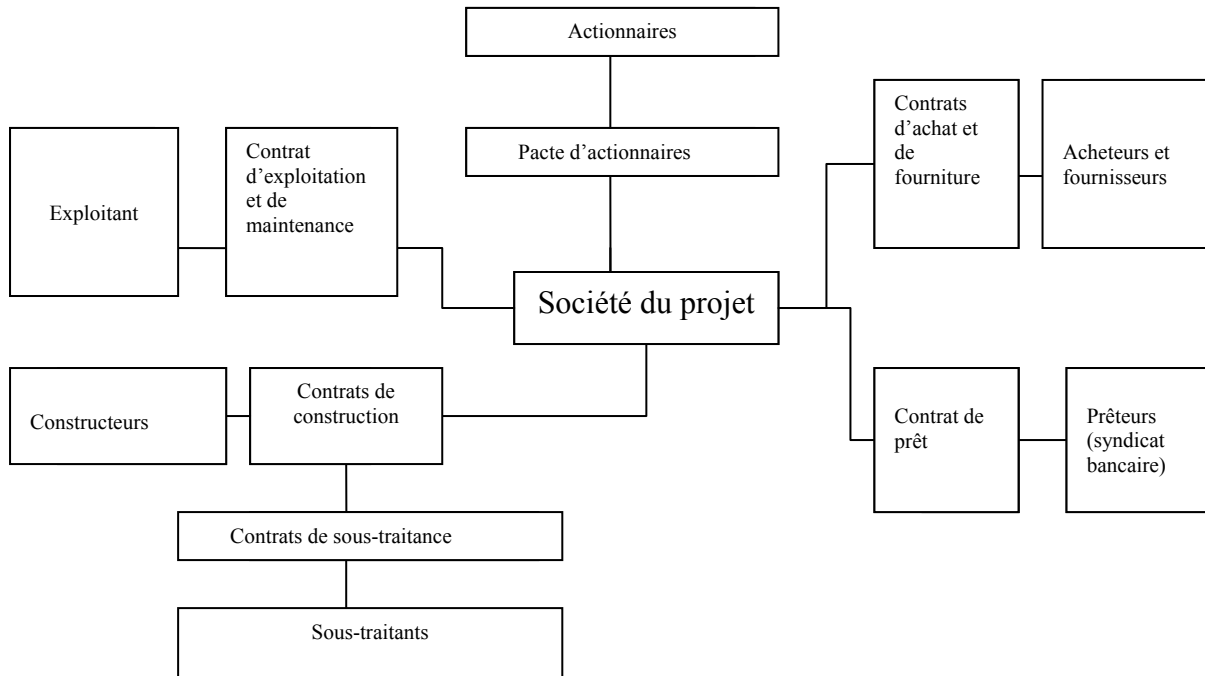 Actionnaires
Pacte d’actionnaires
Contrats
d’achat et
de
fourniture
Acheteurs et
fournisseurs
Exploitant
Contrat
d’exploitation
et de
maintenance
Société du projet
Constructeurs
Contrats de
construction
Contrat de
prêt
Prêteurs
(syndicat
bancaire)
Contrats de sous-traitance
Sous-traitants